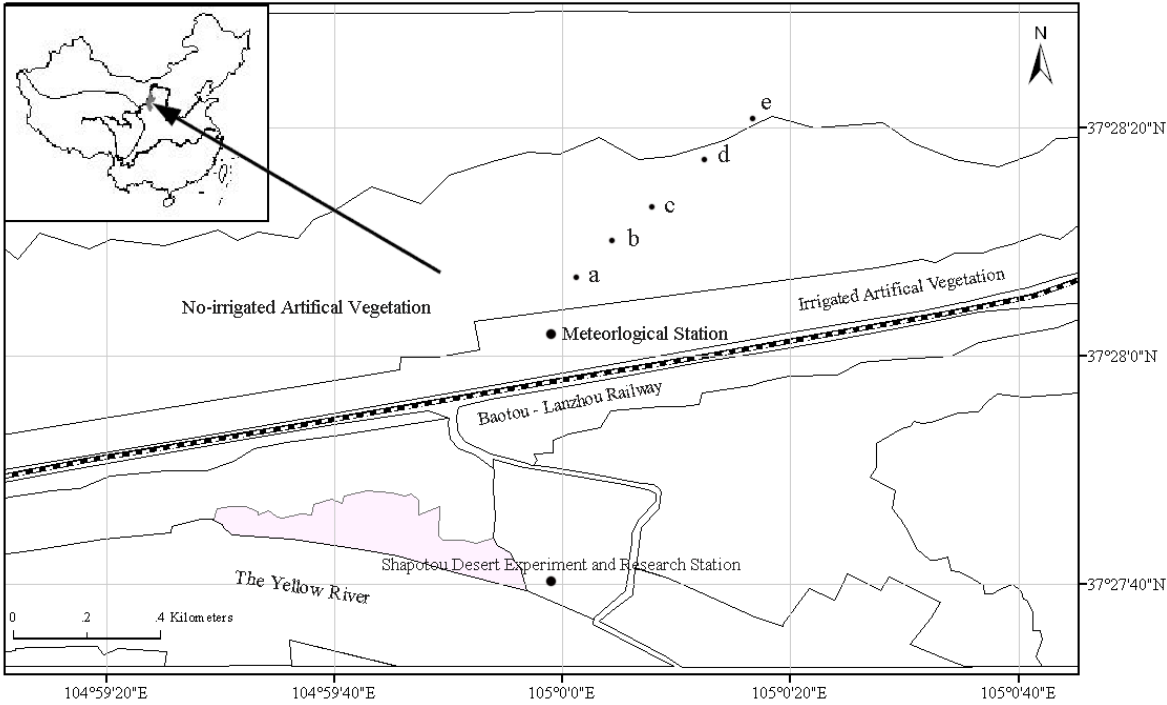 N
e
37°28'20"N
d
c
b
a
Irrigated Artifical Vegetation
No-irrigated Artifical Vegetation
Meteorlogical Station
37°28'0"N
Baotou - Lanzhou Railway
Shapotou Desert Experiment and Research Station
The Yellow River
37°27'40"N
0 .2 .4 Kilometers
104°59'20"E 104°59'40"E 105°0'0"E 105°0'20"E 105°0'40"E